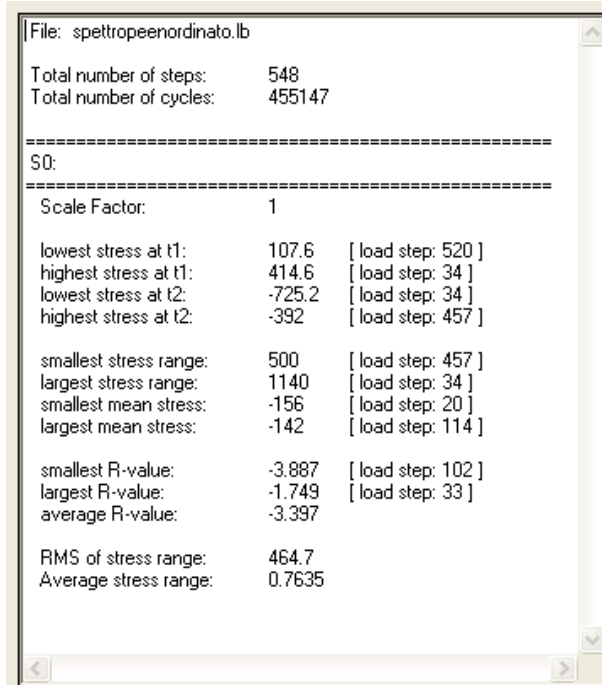 File: spettropeenordinato.lb
Total number of steps: 548
Total number of cycles: 455147
=====================================================
S0:
=====================================================
Scale Factor: 1
lowest stress at t1: 107.6 [ load step: 520 ]
highest stress at t1: 414.6 [ load step: 34 ]
lowest stress at t2: -725.2 [ load step: 34 ]
highest stress at t2: -392 [ load step: 457 ]
smallest stress range: 500 [ load step: 457 ]
largest stress range: 1140 [ load step: 34 ]
smallest mean stress: -156 [ load step: 20 ]
largest mean stress: -142 [ load step: 114 ]
smallest R-value: -3.887 [ load step: 102 ]
largest R-value: -1.749 [ load step: 33 ]
average R-value: -3.397
RMS of stress range: 464.7
Average stress range: 0.7635